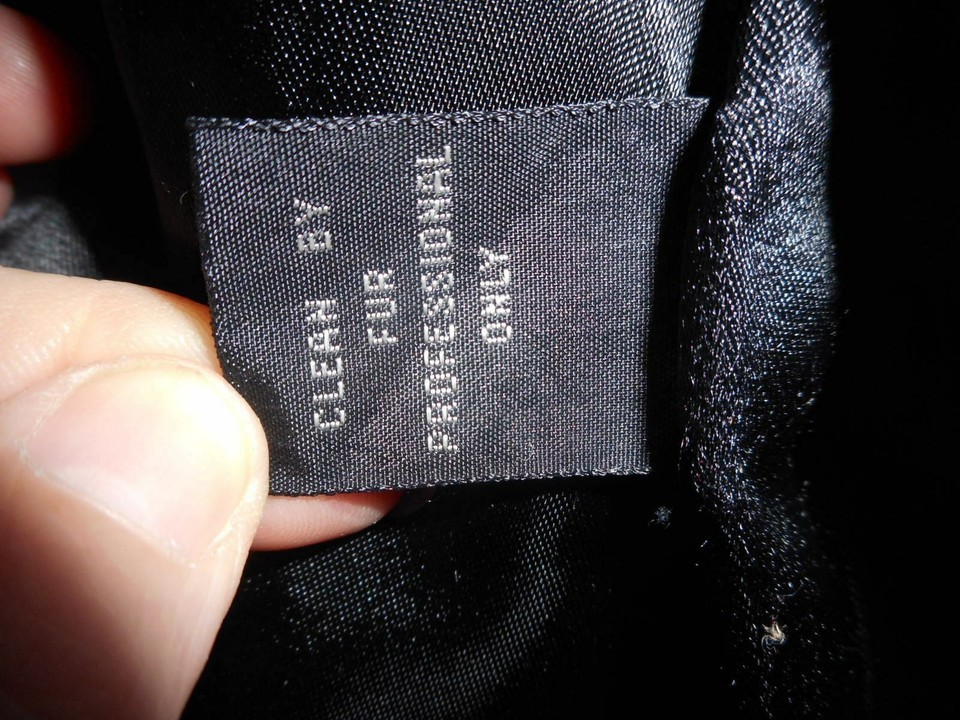 CLEAN BY
FUR
PROFESSIONAL
ONLY